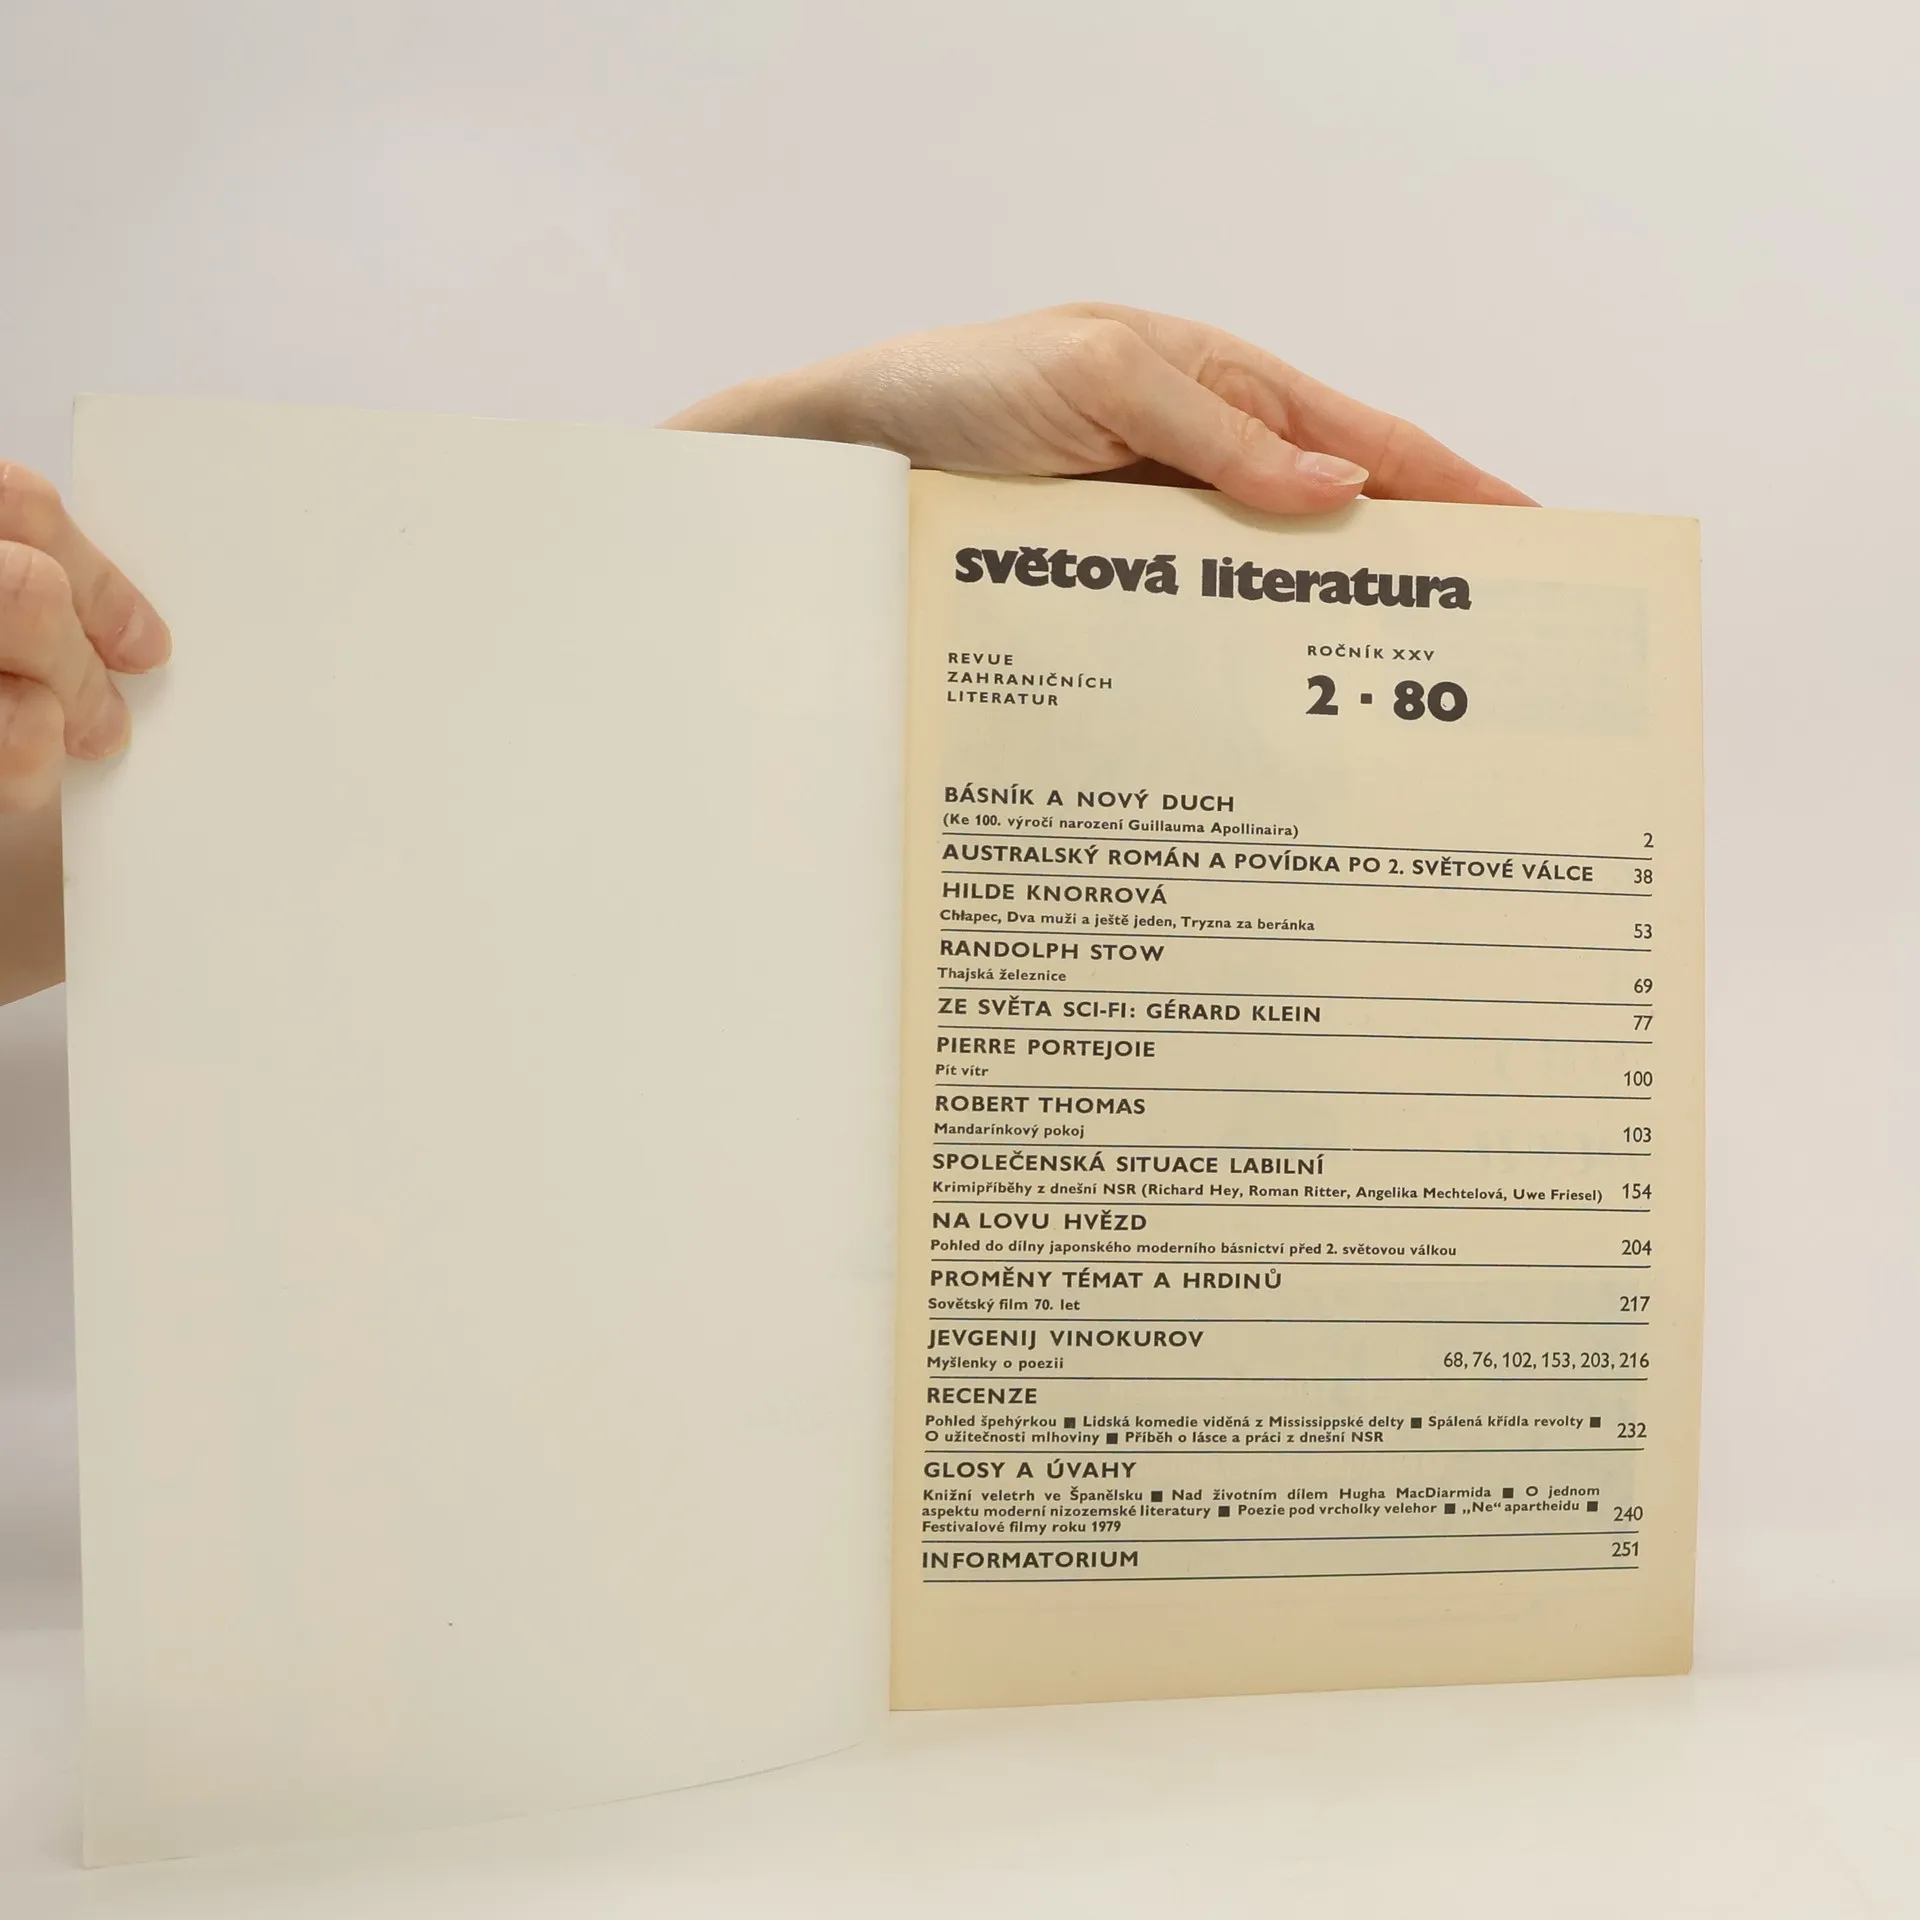 světová literatura
REVUE
ZAHRANIČNÍCH
LITERATUR
ROČNÍK XXV
2 ▪ 80
BÁSNÍK A NOVÝ DUCH
(Ke 100. výročí narození Guillauma Apollinaira) 2
AUSTRALSKÝ ROMÁN A POVÍDKA PO 2. SVĚTOVÉ VÁLCE 38
HILDE KNORROVÁ
Chlapec, Dva muži a ještě jeden, Tryzna za beránka 53
RANDOLPH STOW
Thajská železnice 69
ZE SVĚTA SCI-FI: GÉRARD KLEIN 77
PIERRE PORTEJOIE
Pít vítr 100
ROBERT THOMAS
Mandarínkový pokoj 103
SPOLEČENSKÁ SITUACE LABILNÍ
Krimipříběhy z dnešní NSR (Richard Hey, Roman Ritter, Angelika Mechtelová, Uwe Friesel) 154
NA LOVU HVĚZD
Pohled do dílny japonského moderního básnictví před 2. světovou válkou 204
PROMĚNY TÉMAT A HRDINŮ
Sovětský film 70. let 217
JEVGENIJ VINOKUROV
Myšlenky o poezii 68, 76, 102, 153, 203, 216
RECENZE
Pohled špehýrkou ■ Lidská komedie viděná z Mississippské delty ■ Spálená křídla revolty ■
O užitečnosti mlhoviny ■ Příběh o lásce a práci z dnešní NSR 232
GLOSY A ÚVAHY
Knižní veletrh ve Španělsku ■ Nad životním dílem Hugha MacDiarmida ■ O jednom
aspektu moderní nizozemské literatury ■ Poezie pod vrcholky velehor ■ „Ne“ apartheidu ■
Festivalové filmy roku 1979 240
INFORMATORIUM 251